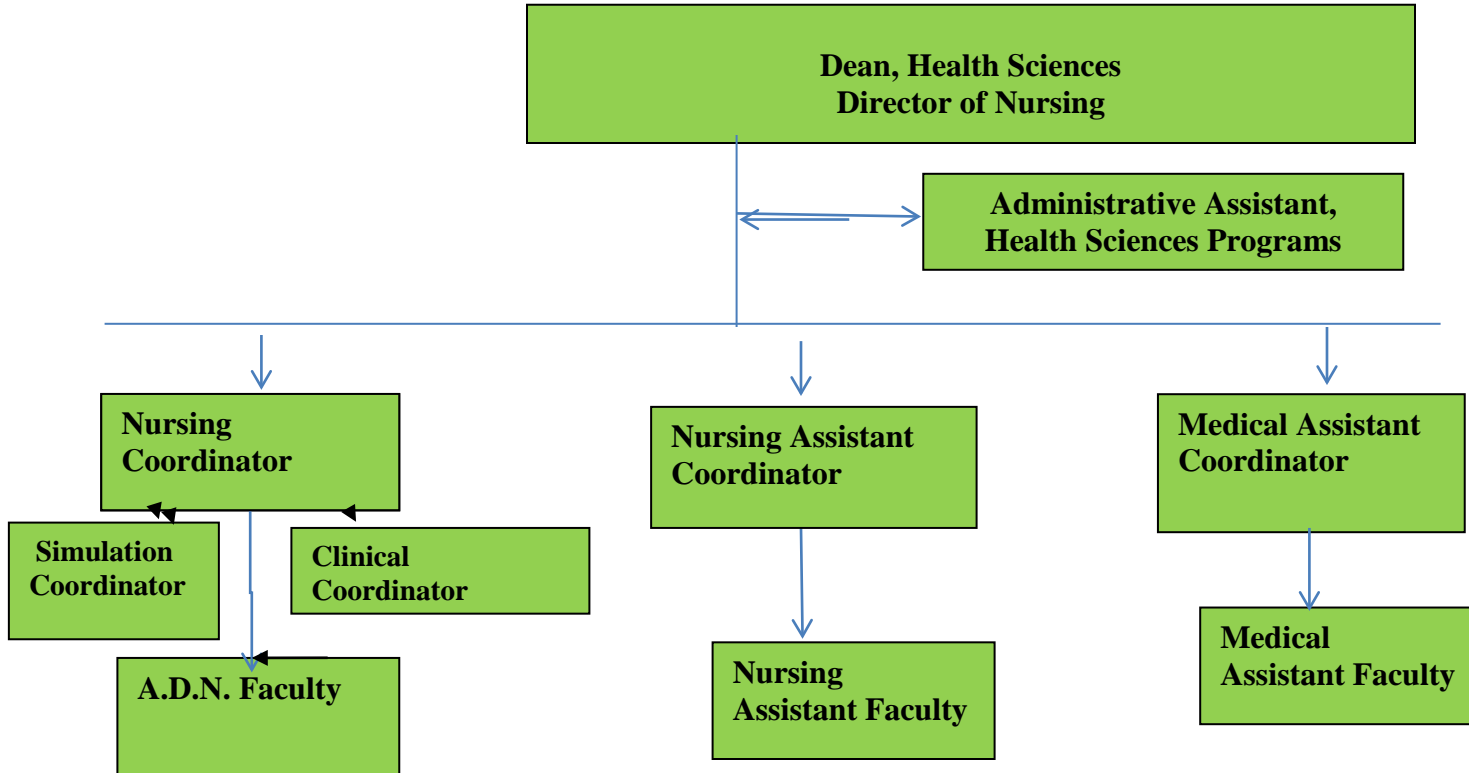 Dean, Health Sciences
Director of Nursing
Administrative Assistant,
Health Sciences Programs
Nursing
Coordinator
Nursing Assistant
Coordinator
Medical Assistant
Coordinator
Simulation
Coordinator
Clinical
Coordinator
A.D.N. Faculty
Nursing
Assistant Faculty
Medical
Assistant Faculty